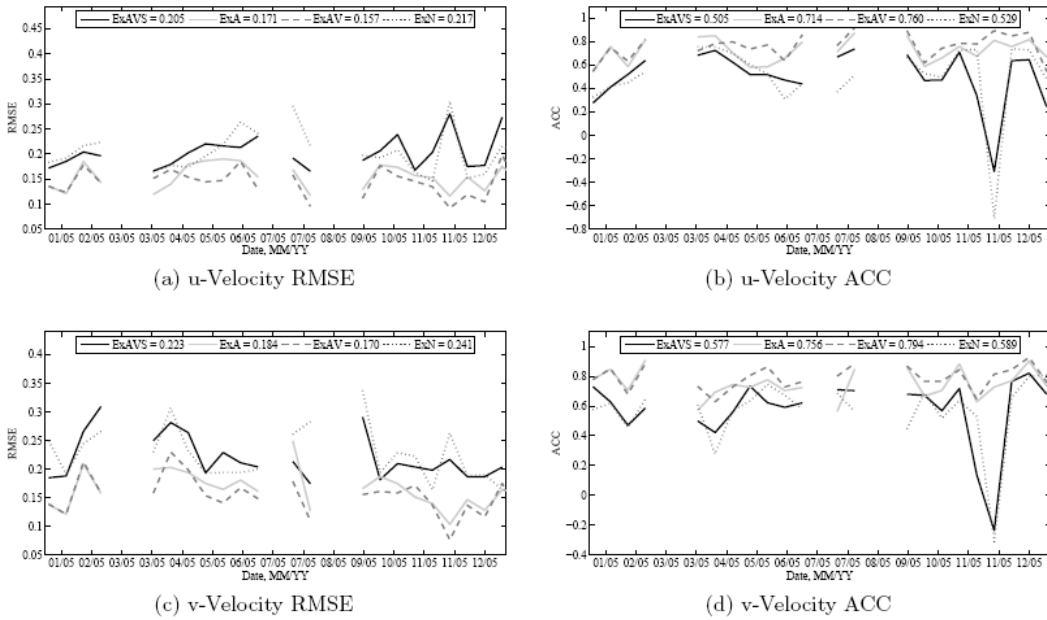 ExAVS = 0.205 ExA = 0.171 ExAV = 0.157 ExN = 0.217
0.45
0.4
0.35
0.3
0.25
0.2
0.15
0.1
0.05
RMSE
01/05 02/05 03/05 03/05 04/05 05/05 06/05 07/05 07/05 08/05 09/05 10/05 11/05 12/05
Date, MM/YY
(a) u-Velocity RMSE
ExAVS = 0.505 ExA = 0.714 ExAV = 0.760 ExN = 0.529
1
0.8
0.6
0.4
0.2
0
−0.2
−0.4
−0.6
−0.8
ACC
01/05 02/05 03/05 03/05 04/05 05/05 06/05 07/05 07/05 08/05 09/05 10/05 11/05 12/05
Date, MM/YY
(b) u-Velocity ACC
ExAVS = 0.223 ExA = 0.184 ExAV = 0.170 ExN = 0.241
0.4
0.35
0.3
0.25
0.2
0.15
0.1
0.05
RMSE
01/05 02/05 03/05 03/05 04/05 05/05 06/05 07/05 07/05 08/05 09/05 10/05 11/05 12/05
Date, MM/YY
(c) v-Velocity RMSE
ExAVS = 0.577 ExA = 0.756 ExAV = 0.794 ExN = 0.589
1
0.8
0.6
0.4
0.2
0
−0.2
−0.4
ACC
01/05 02/05 03/05 03/05 04/05 05/05 06/05 07/05 07/05 08/05 09/05 10/05 11/05 12/05
Date, MM/YY
(d) v-Velocity ACC